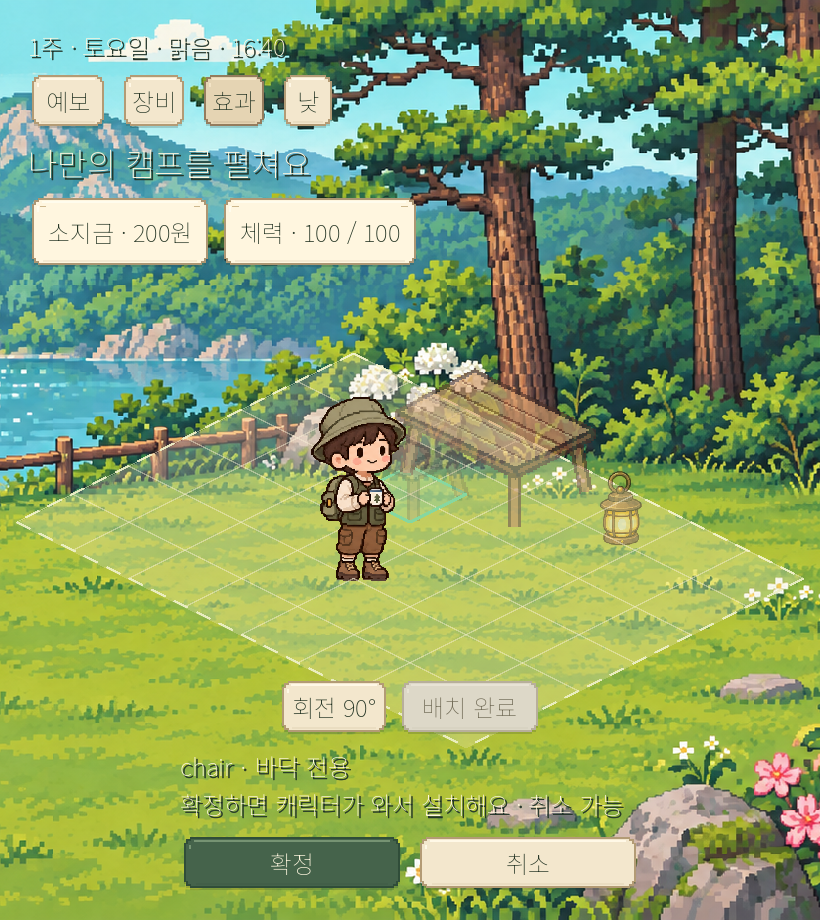 1주 · 토요일 · 맑음 · 16:40
예보 장비 효과 낮
나만의 캠프를 펼쳐요
소지금 · 200원 체력 · 100 / 100
회전 90° 배치 완료
chair · 바닥 전용
확정하면 캐릭터가 와서 설치해요 · 취소 가능
확정 취소